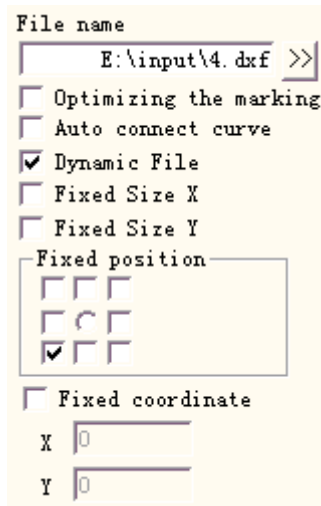 File name
E:\input\4.dxf >>
Optimizing the marking
Auto connect curve
Dynamic File
Fixed Size X
Fixed Size Y
Fixed position
Fixed coordinate
X 0
Y 0